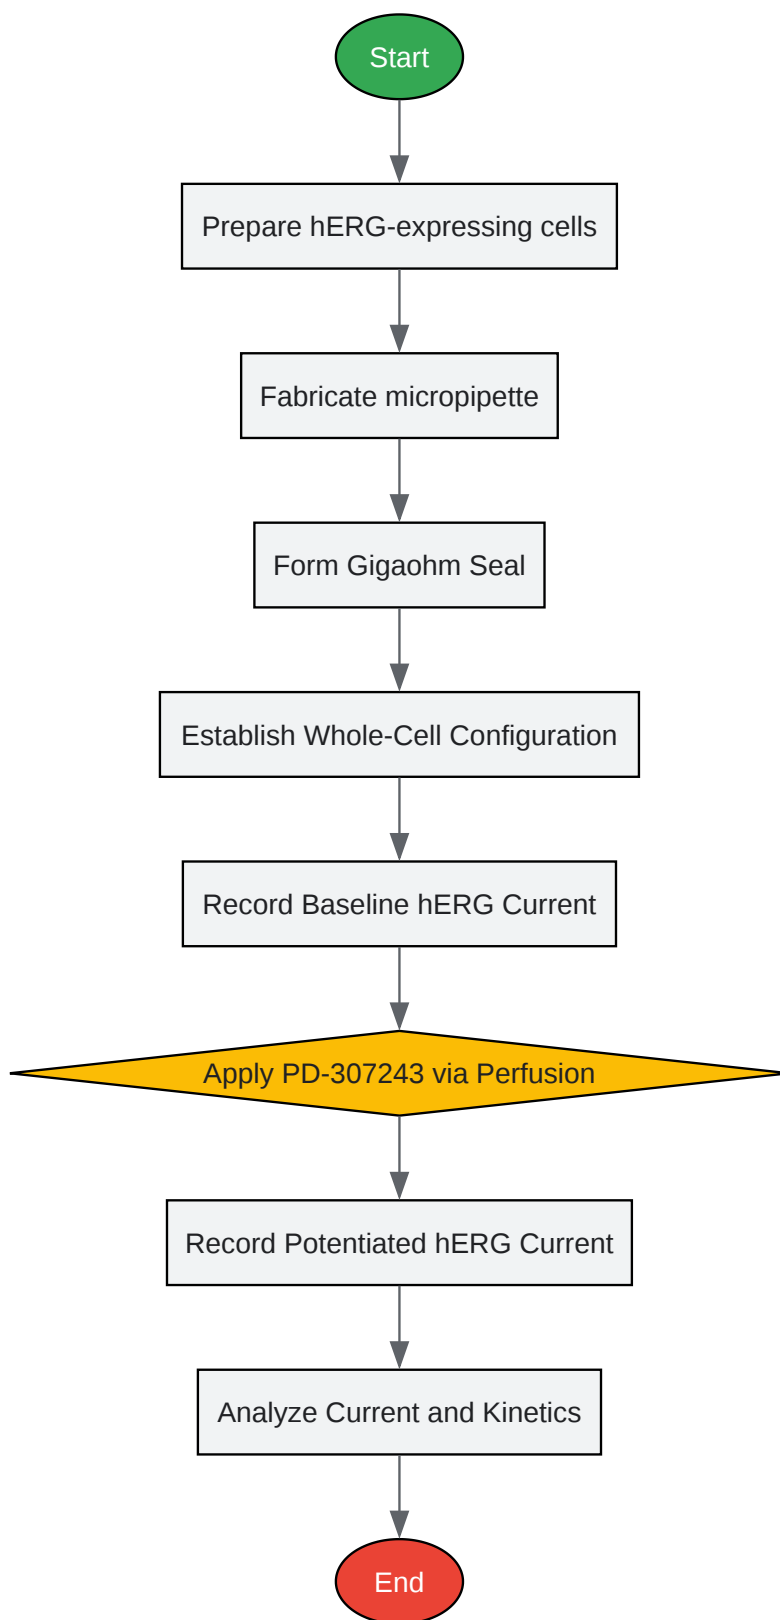 Start
Prepare hERG-expressing cells
Fabricate micropipette
Form Gigaohm Seal
Establish Whole-Cell Configuration
Record Baseline hERG Current
Apply PD-307243 via Perfusion
Record Potentiated hERG Current
Analyze Current and Kinetics
End